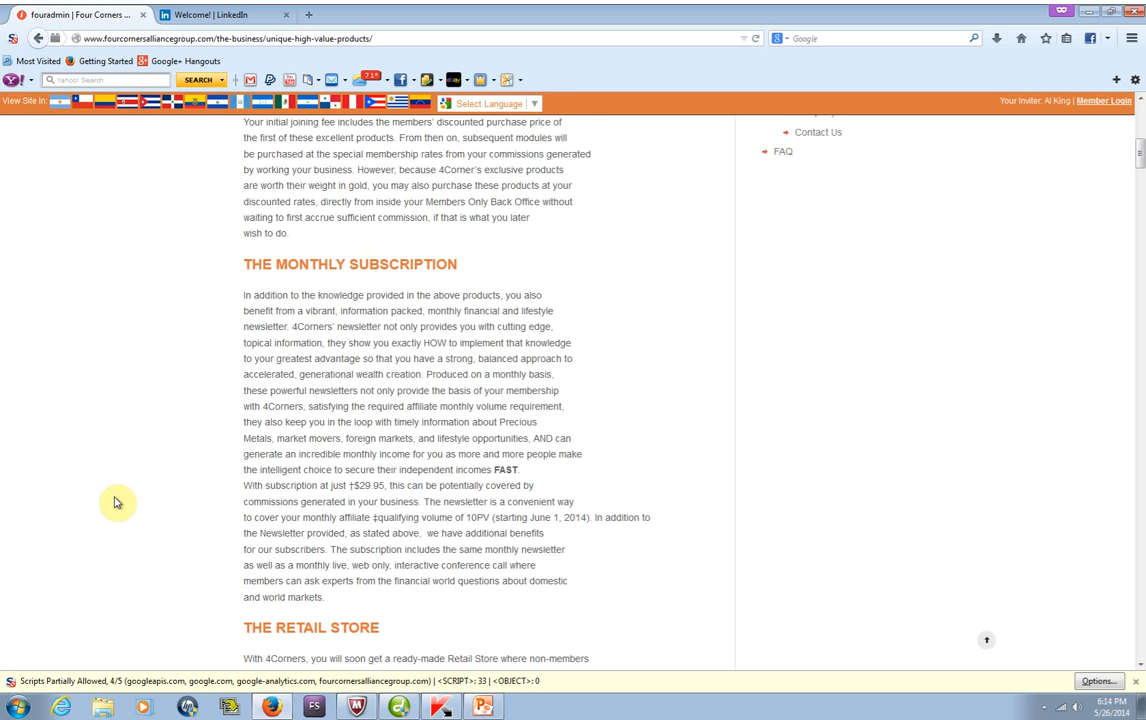 fouradmin | Four Corners ...
Welcome! | LinkedIn
www.fourcornersalliancegroup.com/the-business/unique-high-value-products/
Google
Most Visited
Getting Started
Google+ Hangouts
Yahoo! Search
SEARCH
71°
View Site In:
Select Language
Your Inviter: Al King | Member Login
Your initial joining fee includes the members' discounted purchase price of
the first of these excellent products. From then on, subsequent modules will
be purchased at the special membership rates from your commissions generated
by working your business. However, because 4Corner's exclusive products
are worth their weight in gold, you may also purchase these products at your
discounted rates, directly from inside your Members Only Back Office without
waiting to first accrue sufficient commission, if that is what you later
wish to do.
Contact Us
FAQ
THE MONTHLY SUBSCRIPTION
In addition to the knowledge provided in the above products, you also
benefit from a vibrant, information packed, monthly financial and lifestyle
newsletter. 4Corners' newsletter not only provides you with cutting edge,
topical information, they show you exactly HOW to implement that knowledge
to your greatest advantage so that you have a strong, balanced approach to
accelerated, generational wealth creation. Produced on a monthly basis,
these powerful newsletters not only provide the basis of your membership
with 4Corners, satisfying the required affiliate monthly volume requirement,
they also keep you in the loop with timely information about Precious
Metals, market movers, foreign markets, and lifestyle opportunities, AND can
generate an incredible monthly income for you as more and more people make
the intelligent choice to secure their independent incomes FAST.
With subscription at just †$29.95, this can be potentially covered by
commissions generated in your business. The newsletter is a convenient way
to cover your monthly affiliate ‡qualifying volume of 10PV (starting June 1, 2014). In addition to
the Newsletter provided, as stated above, we have additional benefits
for our subscribers. The subscription includes the same monthly newsletter
as well as a monthly live, web only, interactive conference call where
members can ask experts from the financial world questions about domestic
and world markets.
THE RETAIL STORE
With 4Corners, you will soon get a ready-made Retail Store where non-members
Scripts Partially Allowed, 4/5 (googleapis.com, google.com, google-analytics.com, fourcornersalliancegroup.com) | <SCRIPT>: 33 | <OBJECT>: 0
Options...
FS
6:14 PM
5/26/2014